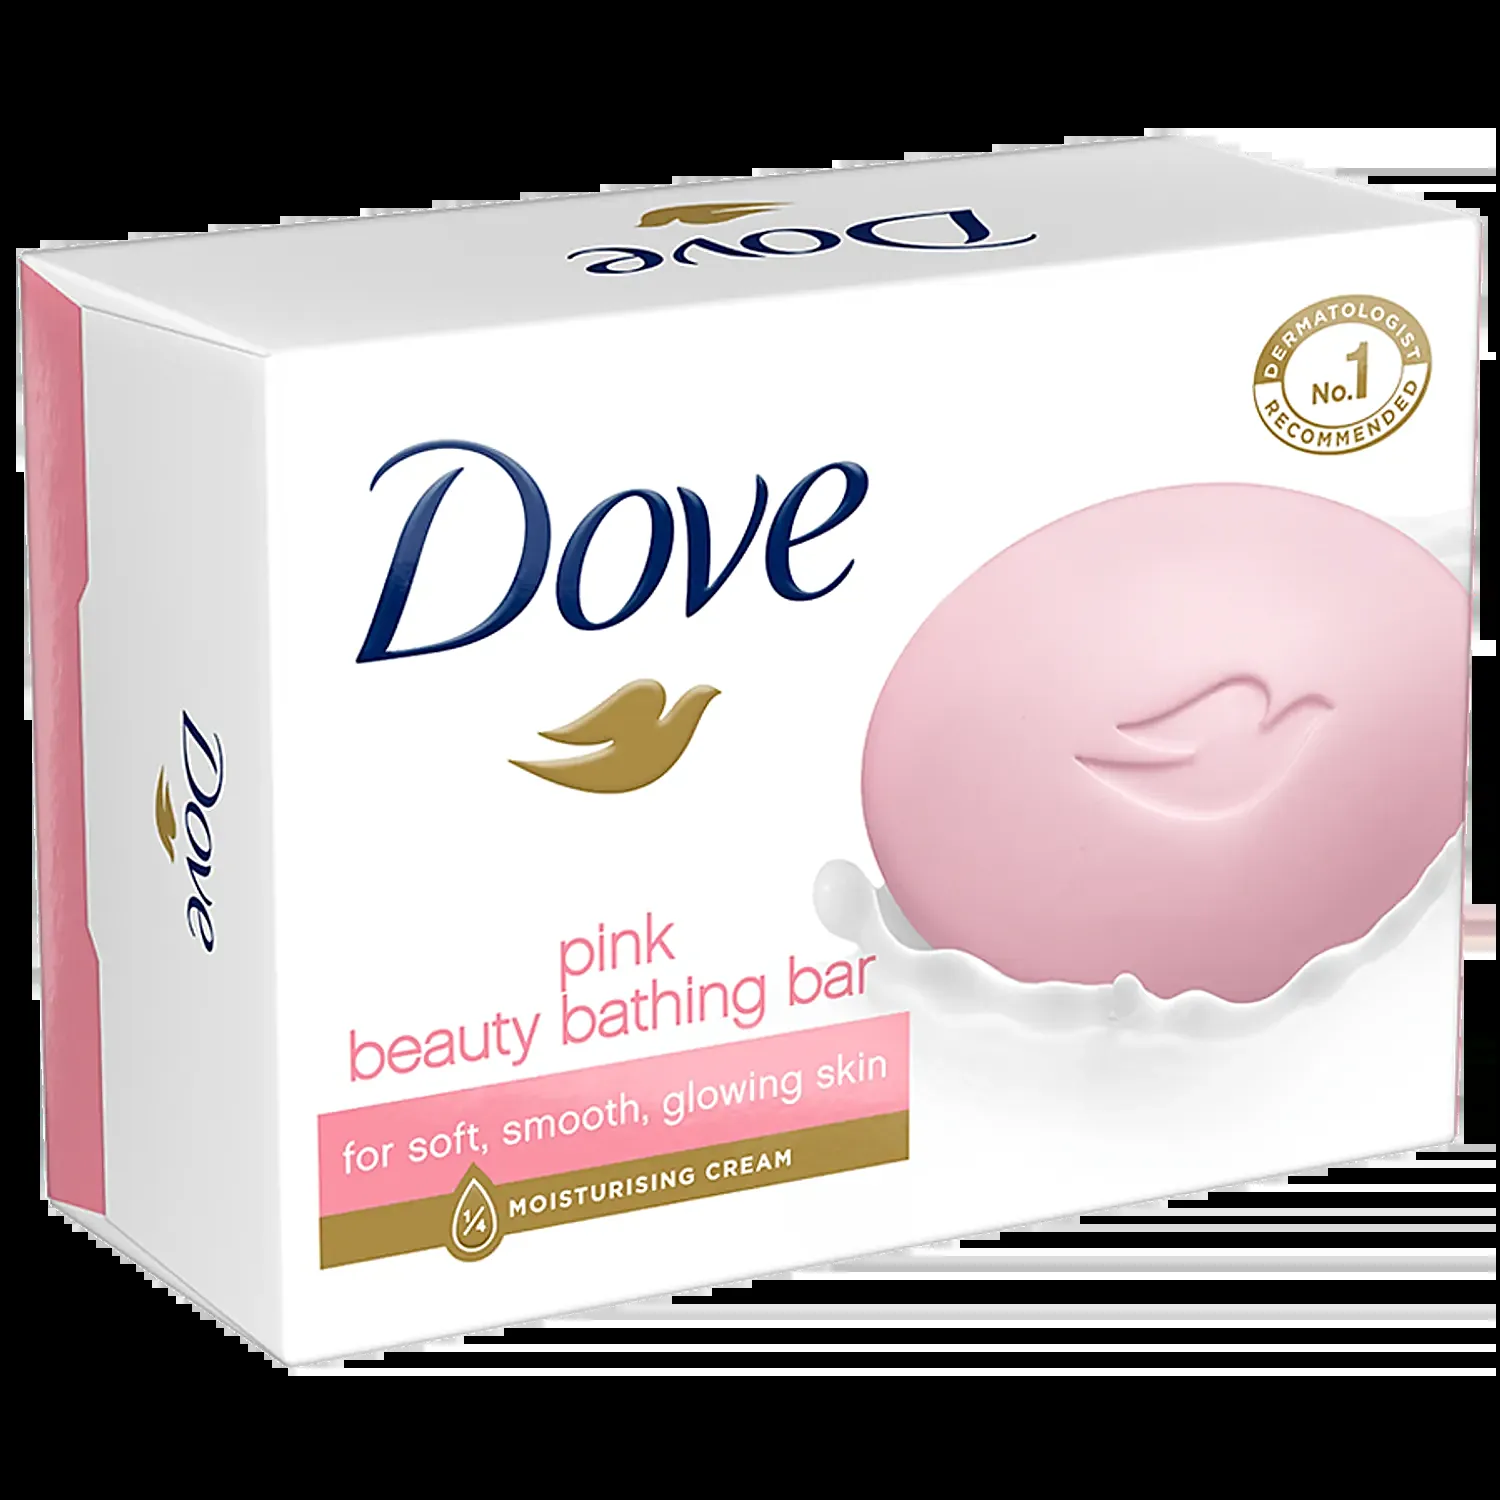 Dove
DERMATOLOGIST
No.1
RECOMMENDED
Dove
Dove
pink
beauty bathing bar
for soft, smooth, glowing skin
1/4 MOISTURISING CREAM